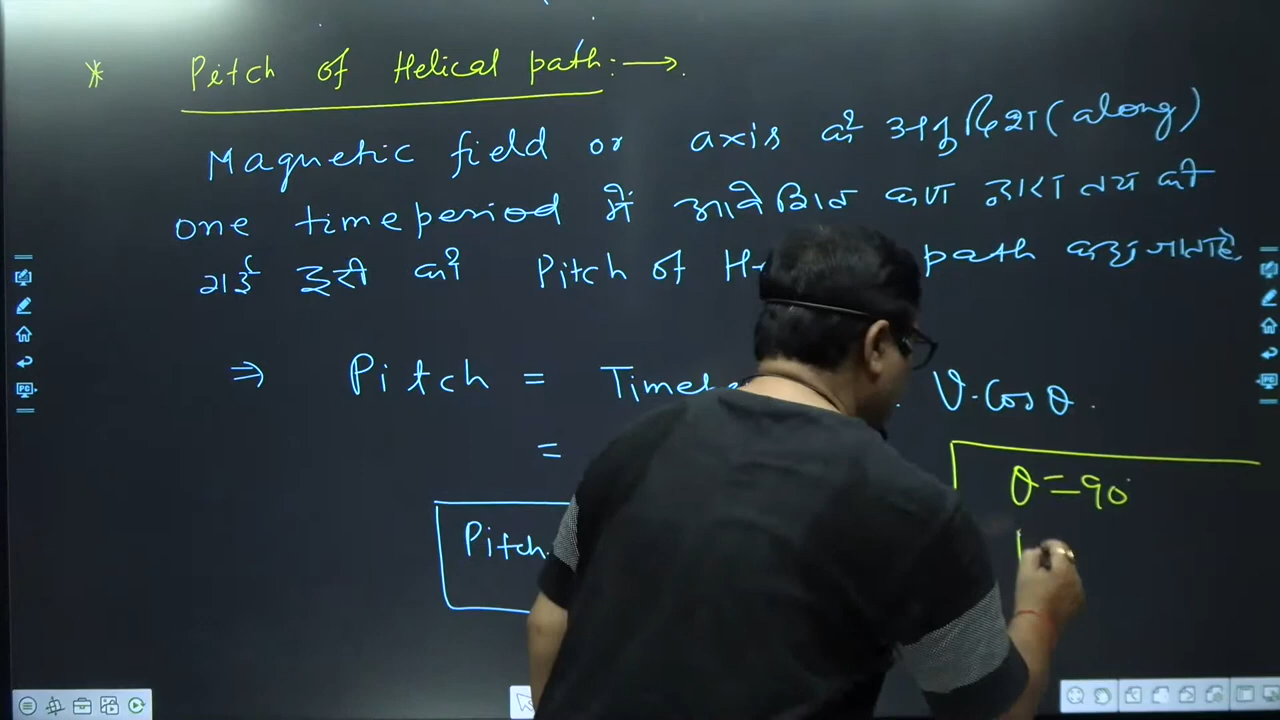 * Pitch of Helical path :→.
Magnetic field or axis के अनुदिश (along)
one timeperiod में आवेशित कण द्वारा तय की
गई दूरी को Pitch of path कहा जाता है
⇒ Pitch = V.Cosθ.
=
θ = 90°
Pitch